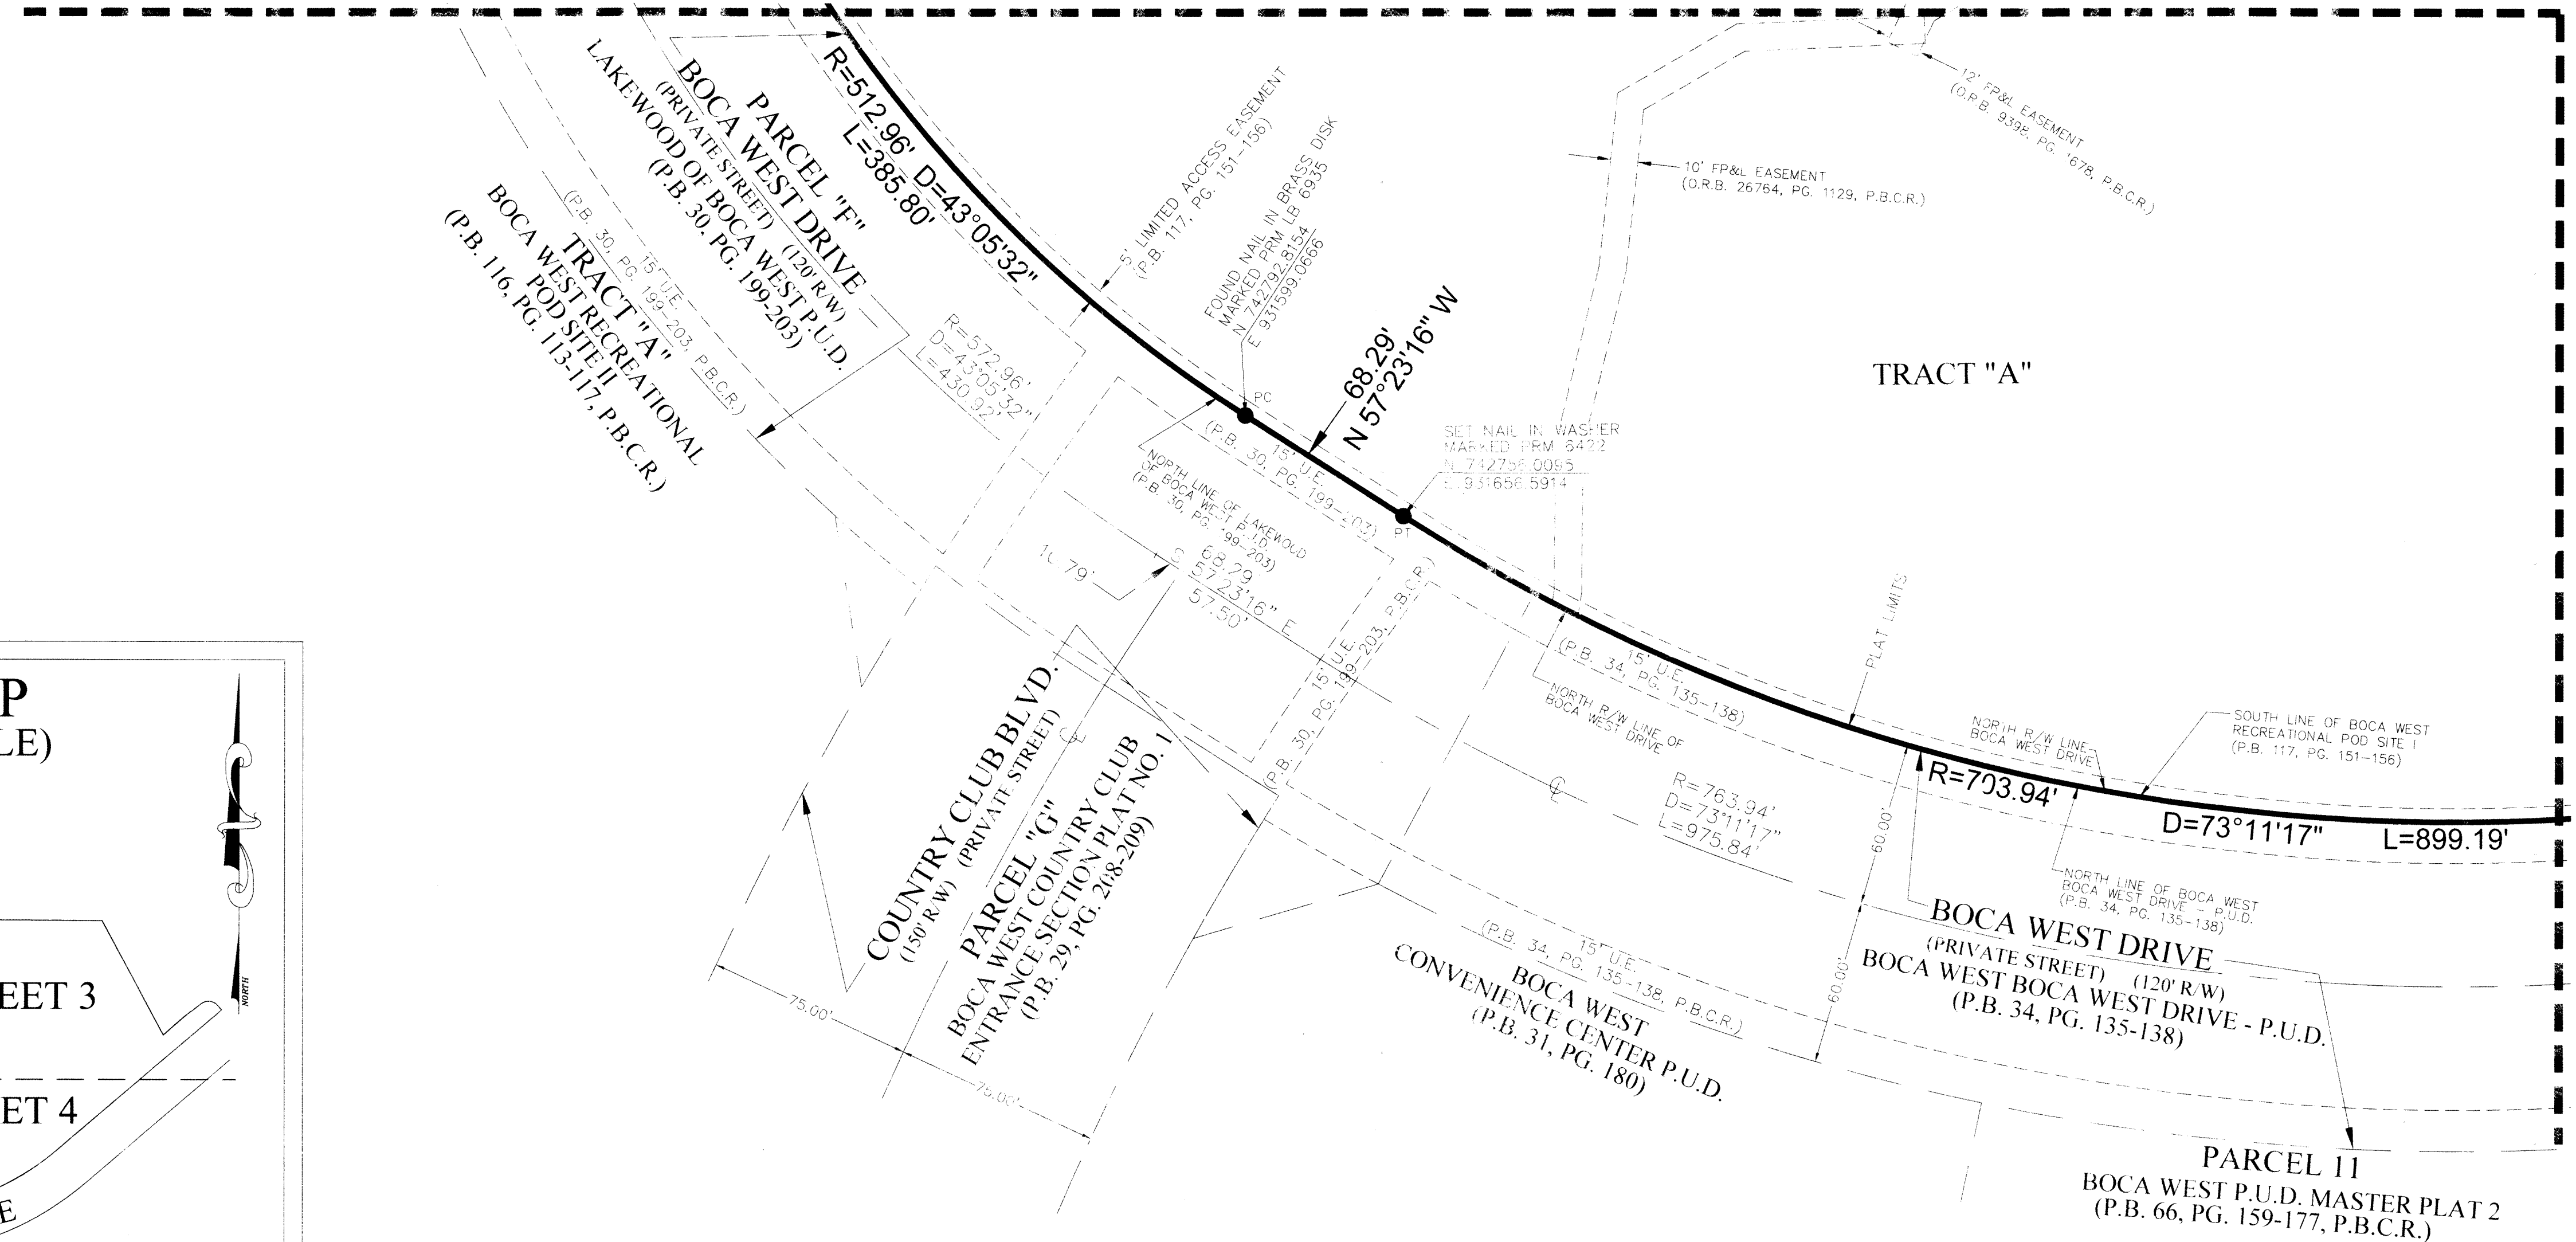 R=512.96' D=43°05'32"
L=385.80'
PARCEL "F"
BOCA WEST DRIVE
(PRIVATE STREET) (120' R/W)
LAKEWOOD OF BOCA WEST P.U.D.
(P.B. 30, PG. 199-203)
15' U.E.
(P.B. 30, PG. 199-203, P.B.C.R.)
TRACT "A"
BOCA WEST RECREATIONAL
POD SITE II
(P.B. 116, PG. 113-117, P.B.C.R.)
R=572.96'
D=43°05'32"
L=430.92'
5' LIMITED ACCESS EASEMENT
(P.B. 117, PG. 151-156)
FOUND NAIL IN BRASS DISK
MARKED PRM LB 6935
N 742792.8154
E 931599.0666
PC
68.29'
N 57°23'16" W
12' FP&L EASEMENT
(O.R.B. 9398, PG. 1678, P.B.C.R.)
10' FP&L EASEMENT
(O.R.B. 26764, PG. 1129, P.B.C.R.)
TRACT "A"
SET NAIL IN WASHER
MARKED PRM 6422
N 742756.0095
E 931656.5914
PT
15' U.E.
(P.B. 30, PG. 199-203)
NORTH LINE OF LAKEWOOD
OF BOCA WEST P.U.D.
(P.B. 30, PG. 199-203)
68.29
S 57°23'16" E
57.50'
15' U.E.
(P.B. 30, PG. 199-203, P.B.C.R.)
15' U.E.
(P.B. 34, PG. 135-138)
NORTH R/W LINE OF
BOCA WEST DRIVE
PLAT LIMITS
NORTH R/W LINE
BOCA WEST DRIVE
SOUTH LINE OF BOCA WEST
RECREATIONAL POD SITE I
(P.B. 117, PG. 151-156)
R=703.94'
D=73°11'17"
L=899.19'
R=763.94'
D=73°11'17"
L=975.84'
60.00'
60.00'
NORTH LINE OF BOCA WEST
BOCA WEST DRIVE - P.U.D.
(P.B. 34, PG. 135-138)
BOCA WEST DRIVE
(PRIVATE STREET) (120' R/W)
BOCA WEST BOCA WEST DRIVE - P.U.D.
(P.B. 34, PG. 135-138)
COUNTRY CLUB BLVD.
(150' R/W) (PRIVATE STREET)
PARCEL "G"
BOCA WEST COUNTRY CLUB
ENTRANCE SECTION PLAT NO. 1
(P.B. 29, PG. 208-209)
75.00'
75.00'
15' U.E.
(P.B. 34, PG. 135-138, P.B.C.R.)
BOCA WEST
CONVENIENCE CENTER P.U.D.
(P.B. 31, PG. 180)
PARCEL 11
BOCA WEST P.U.D. MASTER PLAT 2
(P.B. 66, PG. 159-177, P.B.C.R.)
P
LE)
EET 3
ET 4
E
NORTH